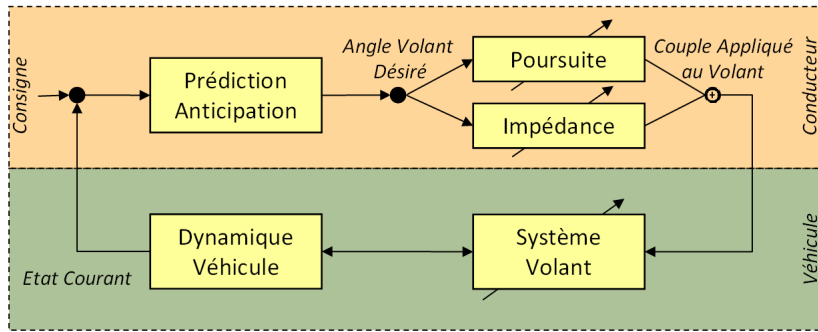 Consigne
Prédiction
Anticipation
Angle Volant
Désiré
Poursuite
Impédance
Couple Appliqué
au Volant
Conducteur
Etat Courant
Dynamique
Véhicule
Système
Volant
Véhicule